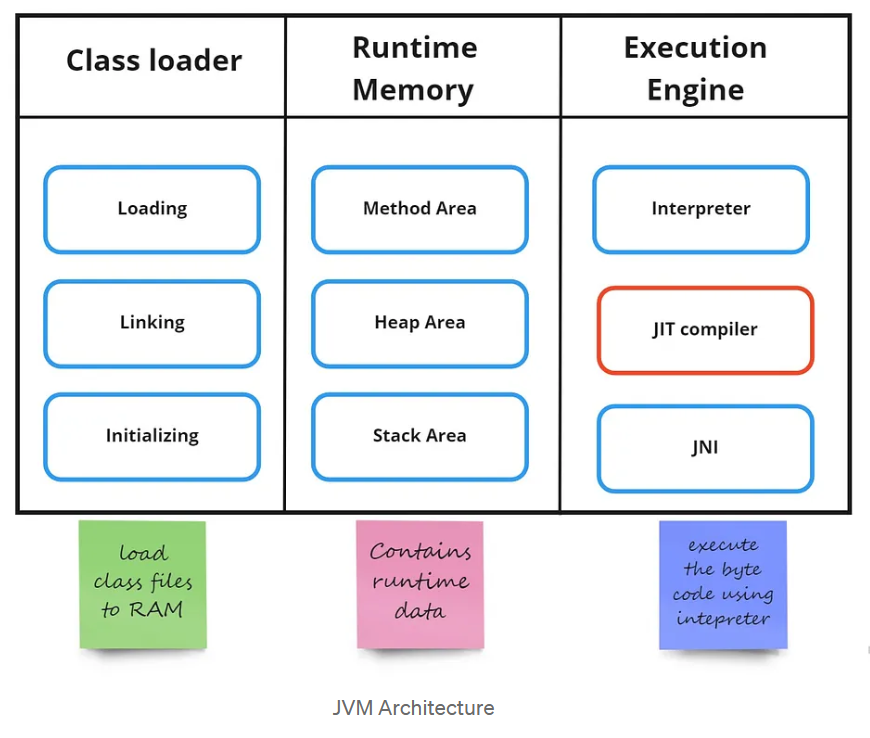 Class loader
Runtime
Memory
Execution
Engine
Loading
Method Area
Interpreter
Linking
Heap Area
JIT compiler
Initializing
Stack Area
JNI
load
class files
to RAM
Contains
runtime
data
execute
the byte
code using
intepreter
JVM Architecture